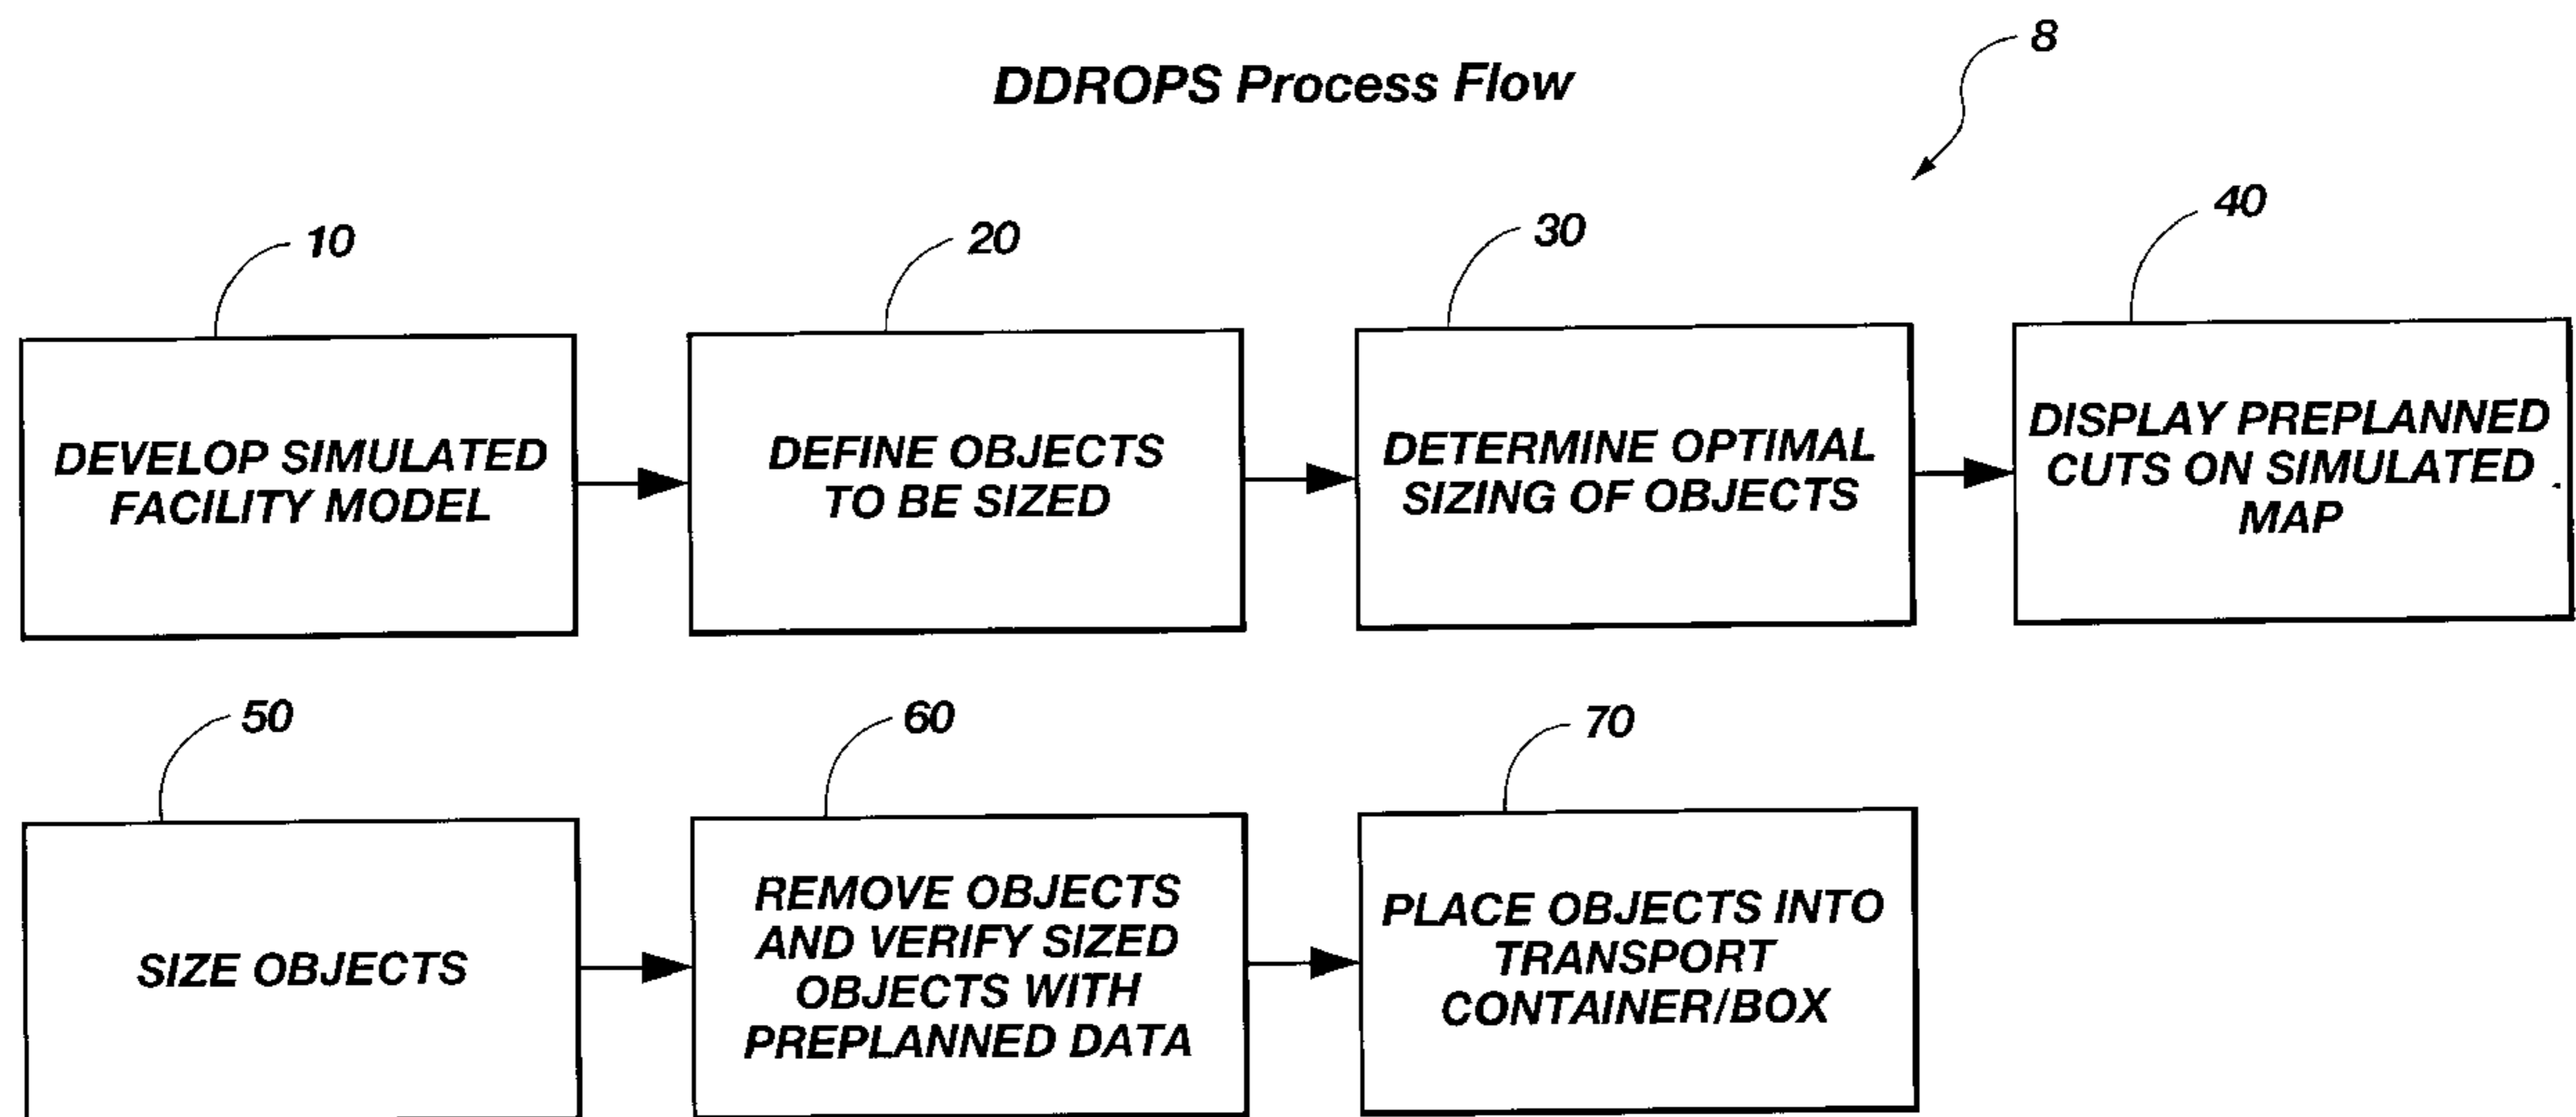 DDROPS Process Flow
8
10
20
30
40
DEVELOP SIMULATED
FACILITY MODEL
DEFINE OBJECTS
TO BE SIZED
DETERMINE OPTIMAL
SIZING OF OBJECTS
DISPLAY PREPLANNED
CUTS ON SIMULATED
MAP
50
60
70
SIZE OBJECTS
REMOVE OBJECTS
AND VERIFY SIZED
OBJECTS WITH
PREPLANNED DATA
PLACE OBJECTS INTO
TRANSPORT
CONTAINER/BOX